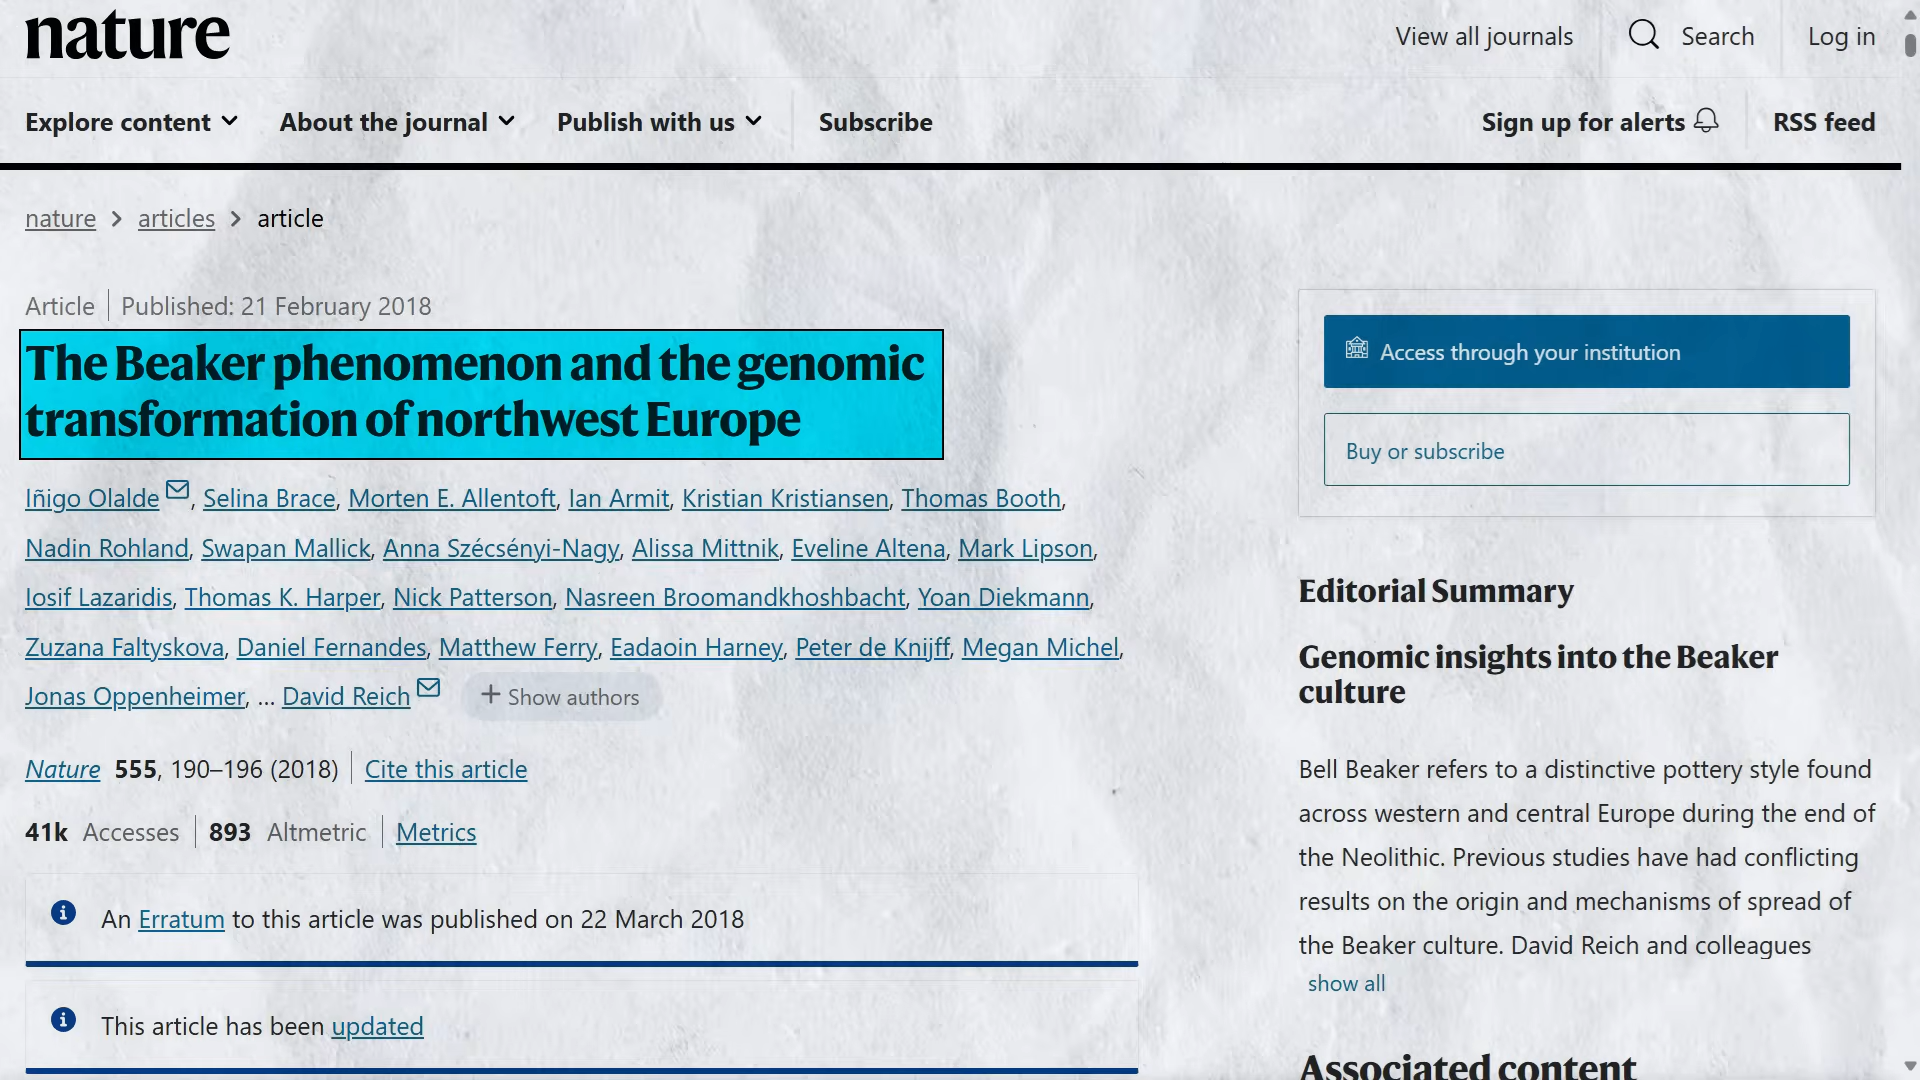 nature
View all journals
Search
Log in
Explore content
About the journal
Publish with us
Subscribe
Sign up for alerts
RSS feed
nature > articles > article
Article | Published: 21 February 2018
The Beaker phenomenon and the genomic
transformation of northwest Europe
Iñigo Olalde, Selina Brace, Morten E. Allentoft, Ian Armit, Kristian Kristiansen, Thomas Booth,
Nadin Rohland, Swapan Mallick, Anna Szécsényi-Nagy, Alissa Mittnik, Eveline Altena, Mark Lipson,
Iosif Lazaridis, Thomas K. Harper, Nick Patterson, Nasreen Broomandkhoshbacht, Yoan Diekmann,
Zuzana Faltyskova, Daniel Fernandes, Matthew Ferry, Eadaoin Harney, Peter de Knijff, Megan Michel,
Jonas Oppenheimer, … David Reich + Show authors
Nature 555, 190–196 (2018) | Cite this article
41k Accesses | 893 Altmetric | Metrics
An Erratum to this article was published on 22 March 2018
This article has been updated
Access through your institution
Buy or subscribe
Editorial Summary
Genomic insights into the Beaker
culture
Bell Beaker refers to a distinctive pottery style found
across western and central Europe during the end of
the Neolithic. Previous studies have had conflicting
results on the origin and mechanisms of spread of
the Beaker culture. David Reich and colleagues
show all
Associated content